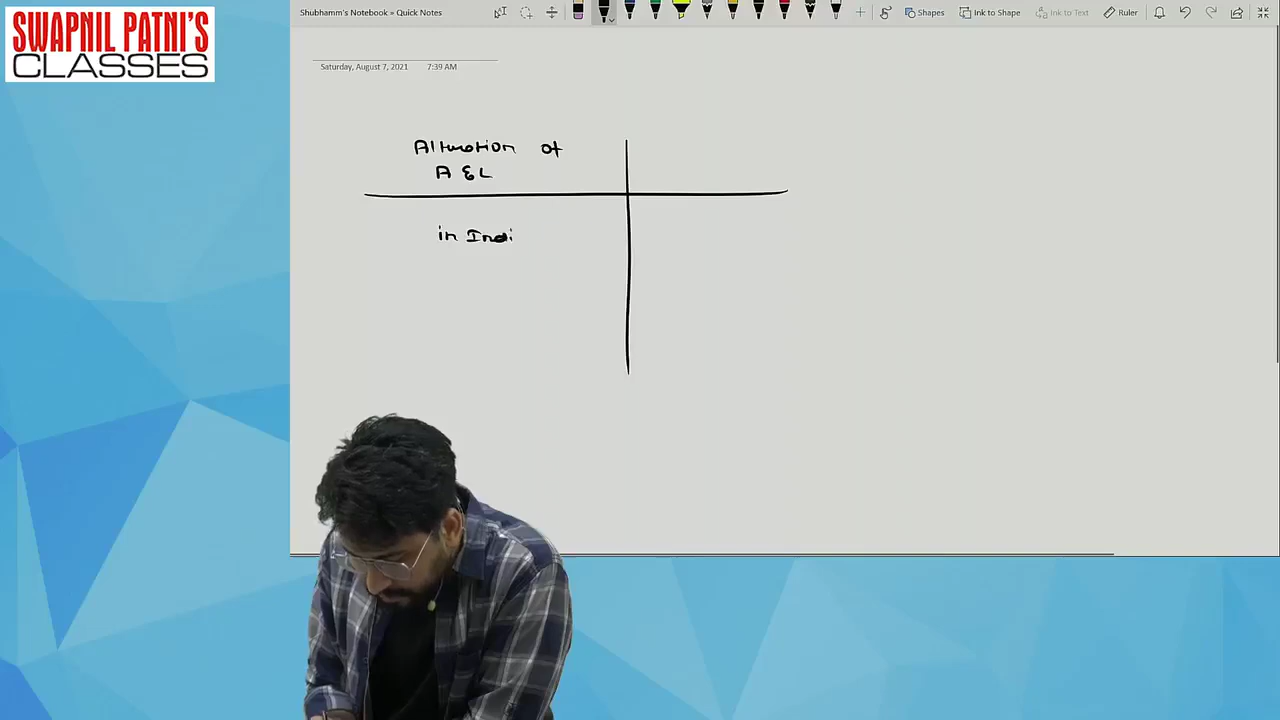 SWAPNIL PATNI'S
CLASSES
Shubhamm's Notebook » Quick Notes
Shapes
Ink to Shape
Ink to Text
Ruler
Saturday, August 7, 2021 7:39 AM
Alteration of
A & L
in Indi